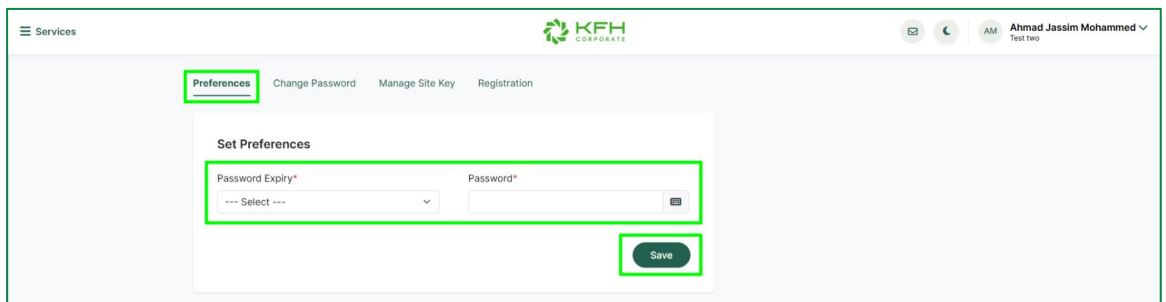 Services
KFH
CORPORATE
AM
Ahmad Jassim Mohammed
Test two
Preferences Change Password Manage Site Key Registration
Set Preferences
Password Expiry* Password*
--- Select ---
Save